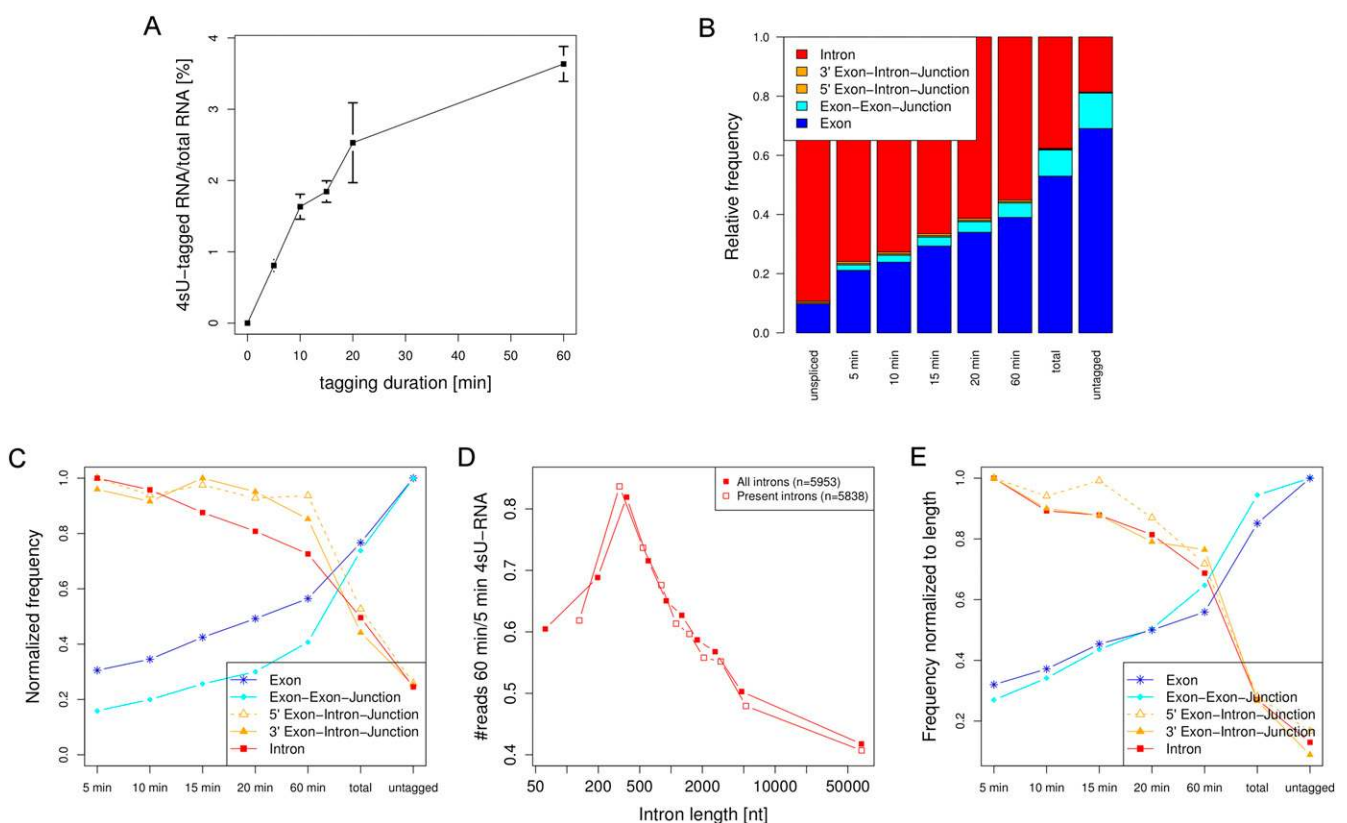 A
4sU-tagged RNA/total RNA [%]
4
3
2
1
0
0 10 20 30 40 50 60
tagging duration [min]
B
Relative frequency
1.0
0.8
0.6
0.4
0.2
0.0
Intron
3' Exon-Intron-Junction
5' Exon-Intron-Junction
Exon-Exon-Junction
Exon
unspliced
5 min
10 min
15 min
20 min
60 min
total
untagged
C
Normalized frequency
1.0
0.8
0.6
0.4
0.2
0.0
Exon
Exon-Exon-Junction
5' Exon-Intron-Junction
3' Exon-Intron-Junction
Intron
5 min 10 min 15 min 20 min 60 min total untagged
D
#reads 60 min/5 min 4sU-RNA
0.8
0.7
0.6
0.5
0.4
All introns (n=5953)
Present introns (n=5838)
50 200 500 2000 10000 50000
Intron length [nt]
E
Frequency normalized to length
1.0
0.8
0.6
0.4
0.2
Exon
Exon-Exon-Junction
5' Exon-Intron-Junction
3' Exon-Intron-Junction
Intron
5 min 10 min 15 min 20 min 60 min total untagged